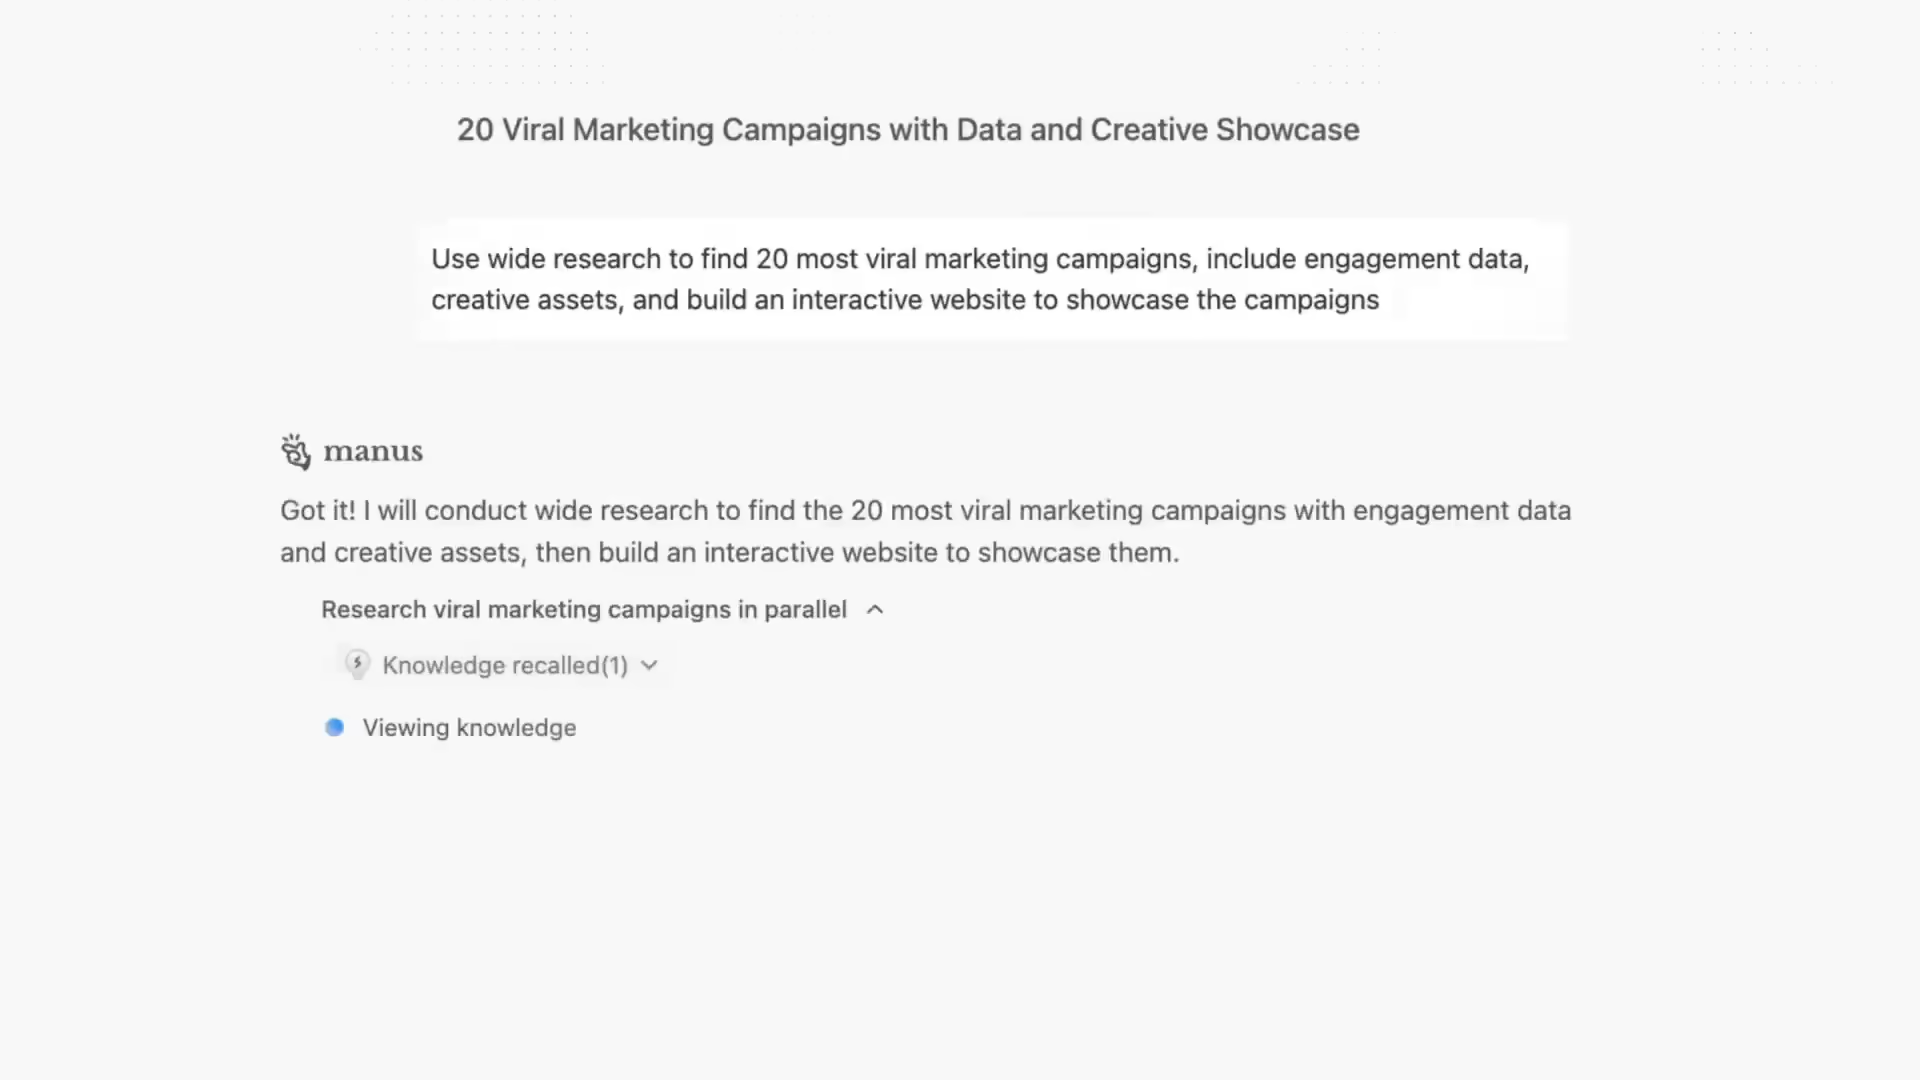 20 Viral Marketing Campaigns with Data and Creative Showcase
Use wide research to find 20 most viral marketing campaigns, include engagement data,
creative assets, and build an interactive website to showcase the campaigns
manus
Got it! I will conduct wide research to find the 20 most viral marketing campaigns with engagement data
and creative assets, then build an interactive website to showcase them.
Research viral marketing campaigns in parallel
Knowledge recalled(1)
Viewing knowledge